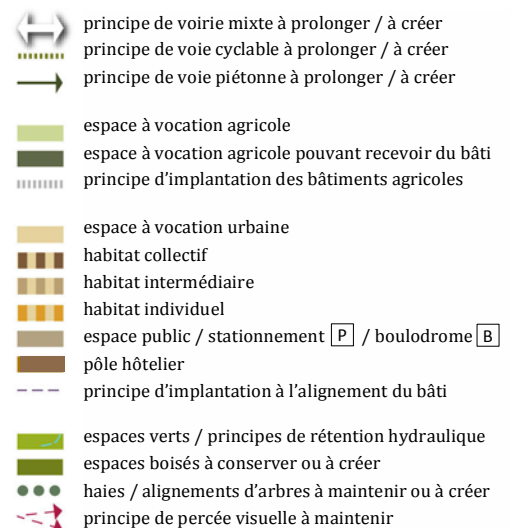 principe de voirie mixte à prolonger / à créer
principe de voie cyclable à prolonger / à créer
principe de voie piétonne à prolonger / à créer
espace à vocation agricole
espace à vocation agricole pouvant recevoir du bâti
principe d'implantation des bâtiments agricoles
espace à vocation urbaine
habitat collectif
habitat intermédiaire
habitat individuel
espace public / stationnement P / boulodrome B
pôle hôtelier
principe d'implantation à l'alignement du bâti
espaces verts / principes de rétention hydraulique
espaces boisés à conserver ou à créer
haies / alignements d'arbres à maintenir ou à créer
principe de percée visuelle à maintenir